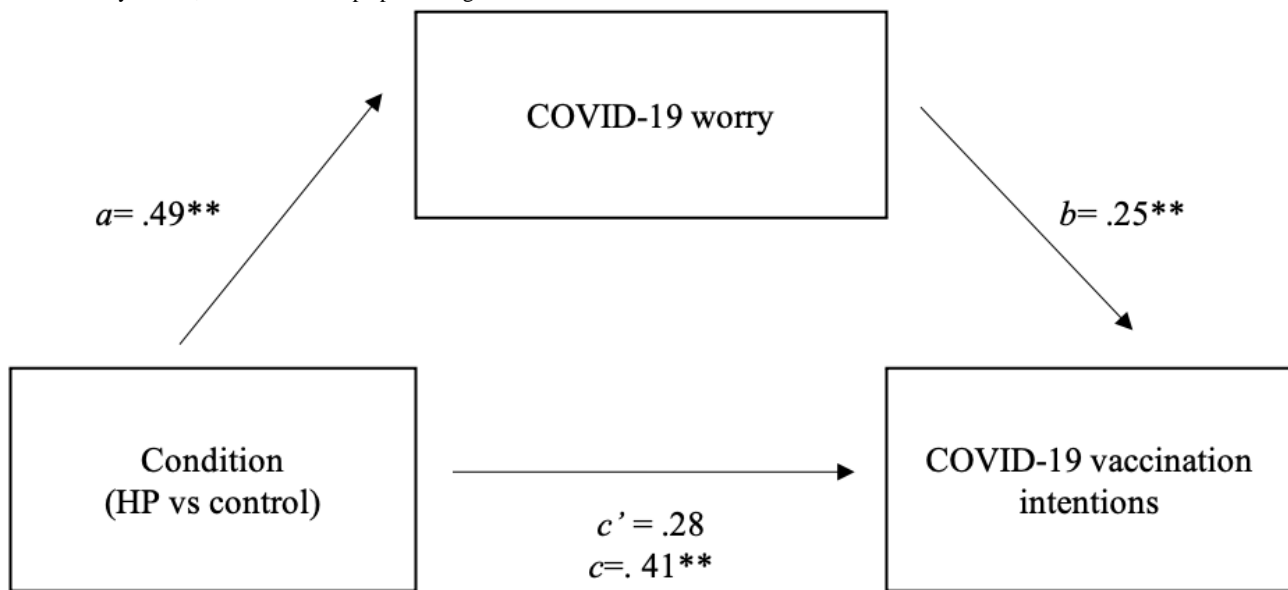 COVID-19 worry
a= .49**
b= .25**
Condition
(HP vs control)
COVID-19 vaccination
intentions
c’ = .28
c=. 41**